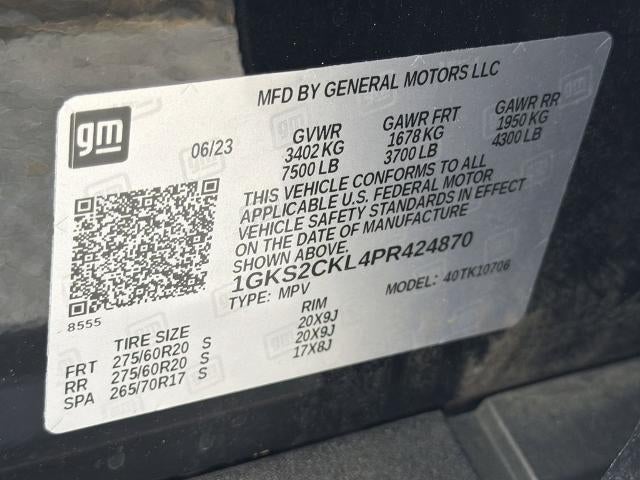 MFD BY GENERAL MOTORS LLC
gm
06/23
GVWR GAWR FRT GAWR RR
3402 KG 1678 KG 1950 KG
7500 LB 3700 LB 4300 LB
THIS VEHICLE CONFORMS TO ALL
APPLICABLE U.S. FEDERAL MOTOR
VEHICLE SAFETY STANDARDS IN EFFECT
ON THE DATE OF MANUFACTURE
SHOWN ABOVE.
1GKS2CKL4PR424870
TYPE: MPV MODEL: 40TK10706
8555
TIRE SIZE RIM
FRT 275/60R20 S 20X9J
RR 275/60R20 S 20X9J
SPA 265/70R17 S 17X8J